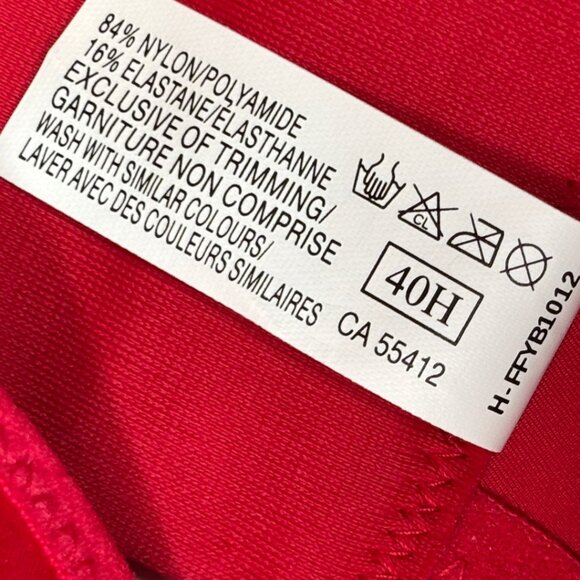 84% NYLON/POLYAMIDE
16% ELASTANE/ELASTHANNE
EXCLUSIVE OF TRIMMING/
GARNITURE NON COMPRISE
WASH WITH SIMILAR COLOURS/
LAVER AVEC DES COULEURS SIMILAIRES
CL
40H
CA 55412
H-FFYB1012